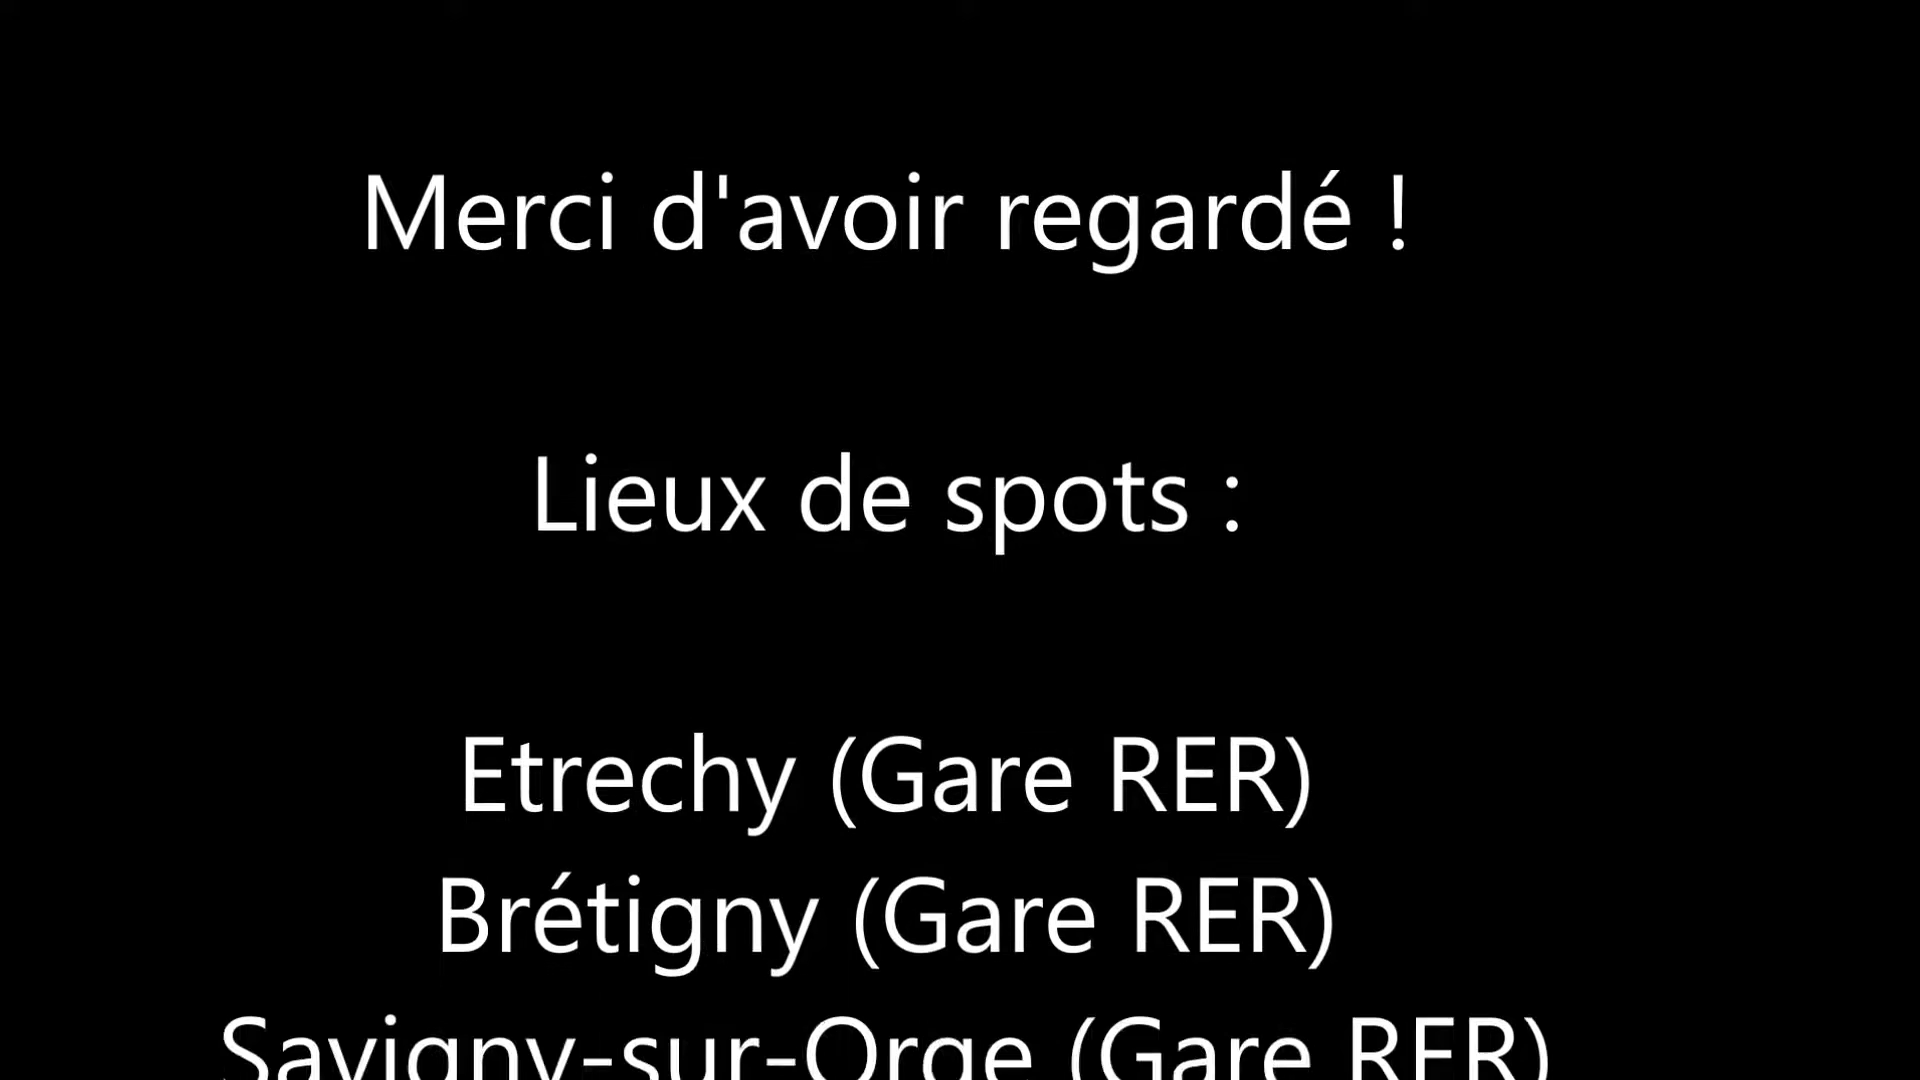 Merci d'avoir regardé !
Lieux de spots :
Etrechy (Gare RER)
Brétigny (Gare RER)
Savigny-sur-Orge (Gare RER)